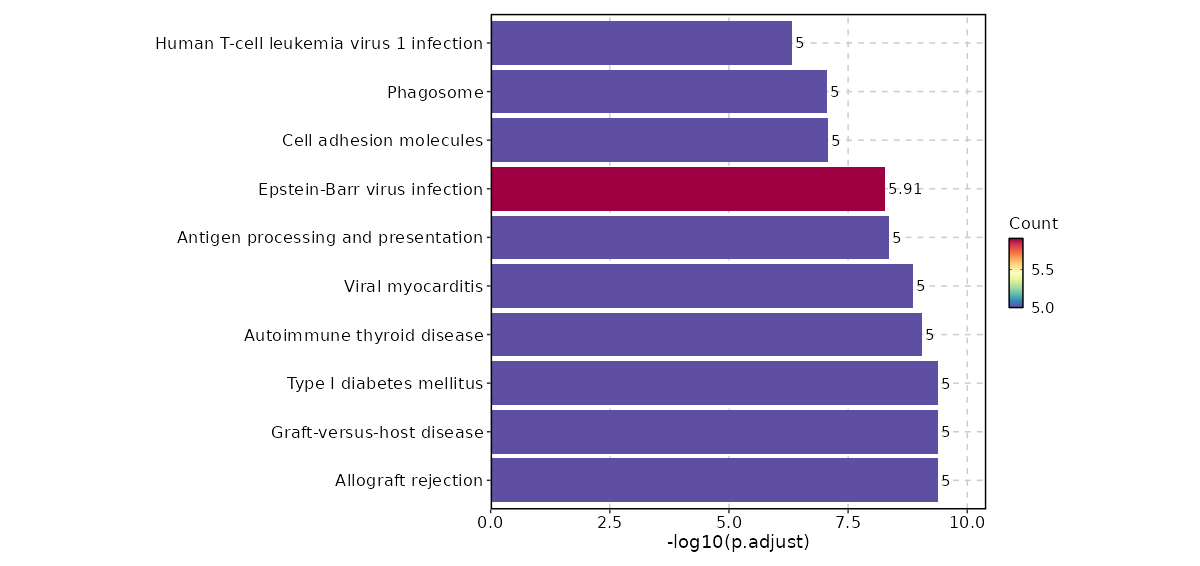 Human T-cell leukemia virus 1 infection 5
Phagosome 5
Cell adhesion molecules 5
Epstein-Barr virus infection 5.91
Antigen processing and presentation 5
Viral myocarditis 5
Autoimmune thyroid disease 5
Type I diabetes mellitus 5
Graft-versus-host disease 5
Allograft rejection 5
0.0 2.5 5.0 7.5 10.0
-log10(p.adjust)
Count
5.5
5.0